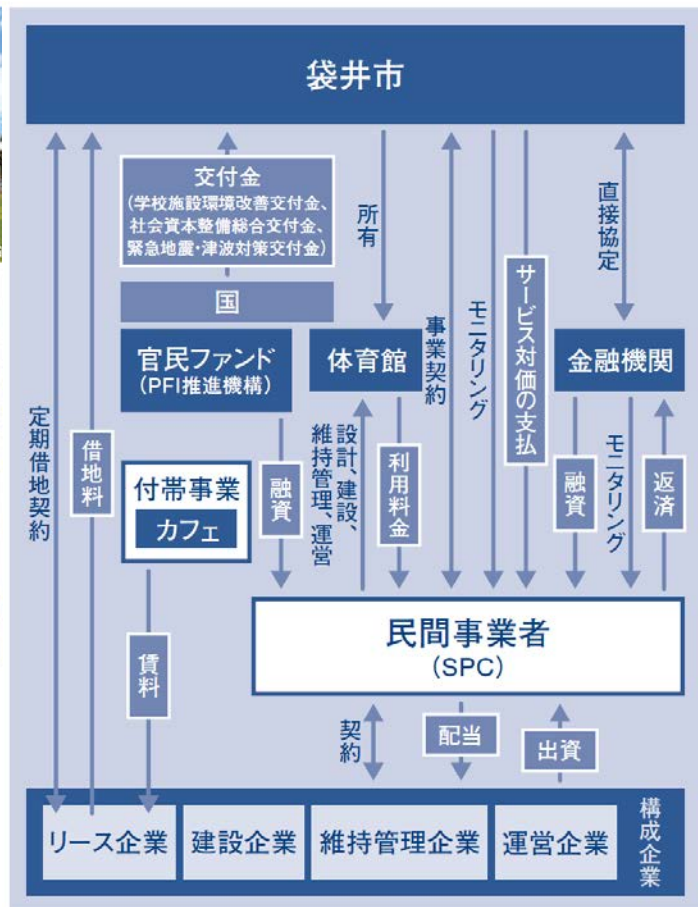 袋井市
交付金
(学校施設環境改善交付金、
社会資本整備総合交付金、
緊急地震・津波対策交付金)
国
所有
直接協定
官民ファンド
(PFI推進機構)
体育館
事業契約
モニタリング
サービス対価の支払
金融機関
定期借地契約
借地料
付帯事業
カフェ
融資
設計、建設、
維持管理、運営
利用料金
融資
モニタリング
返済
民間事業者
(SPC)
賃料
契約
配当
出資
リース企業
建設企業
維持管理企業
運営企業
構成企業